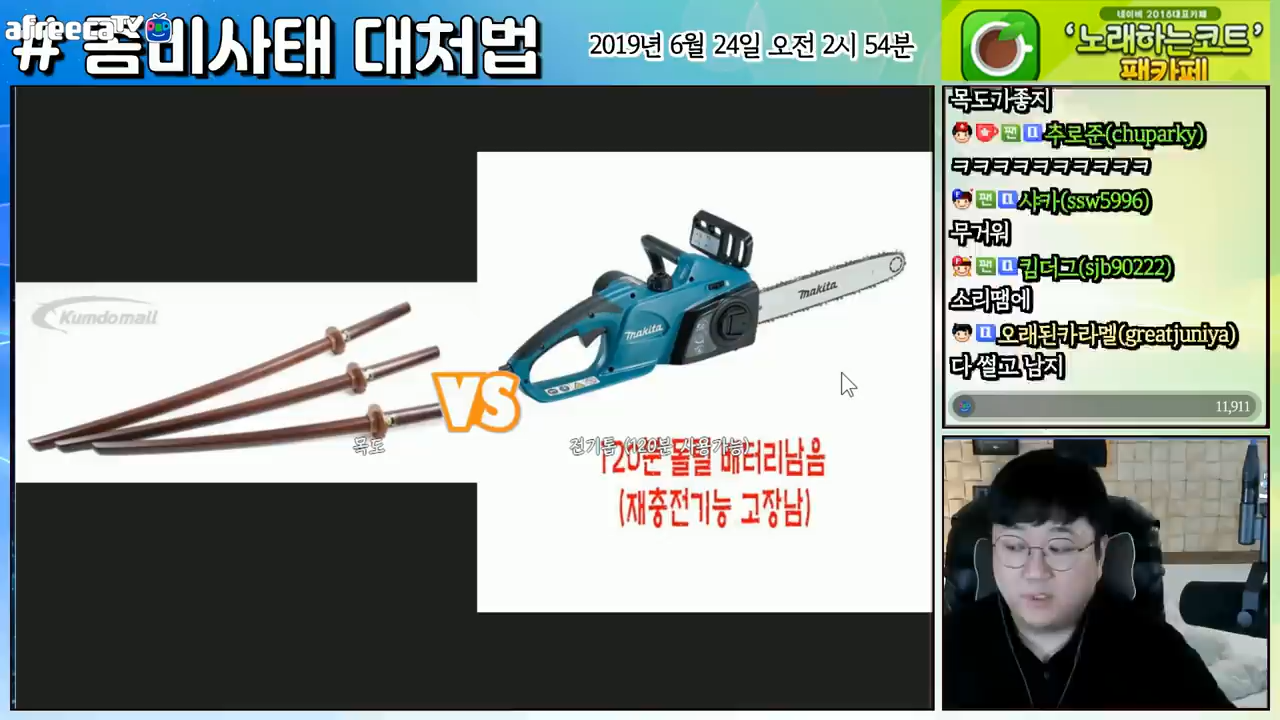 afreecaTV
# 좀비사태 대처법
2019년 6월 24일 오전 2시 54분
네이버 2016대표카페
'노래하는코트'
팬카페
목도가좋지
팬 추로준(chuparky)
ㅋㅋㅋㅋㅋㅋㅋㅋㅋㅋ
팬 샤카(ssw5996)
무거워
팬 킴더그(sjb90222)
소리땜에
오래된카라멜(greatjuniya)
다 썰고 남지
11,911
Kumdomall
makita
makita
VS
목도
전기톱 (120분 사용가능)
120분 돌릴 배터리남음
(재충전기능 고장남)